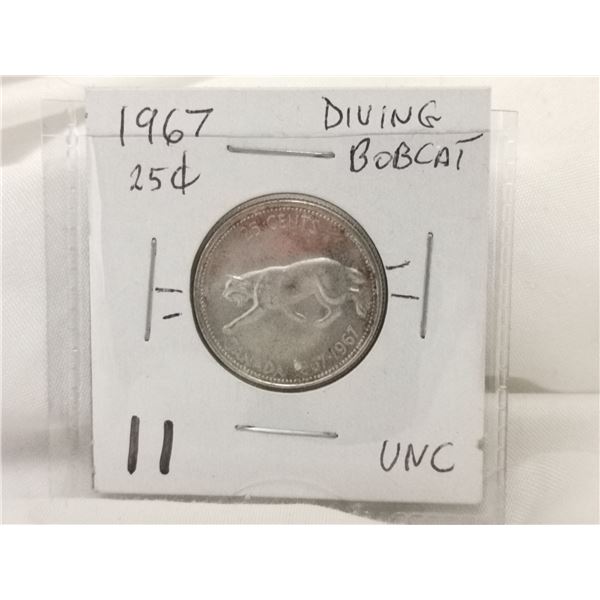 1967
25¢
DIVING
BOBCAT
25 CENTS
CANADA 1867-1967
11
UNC